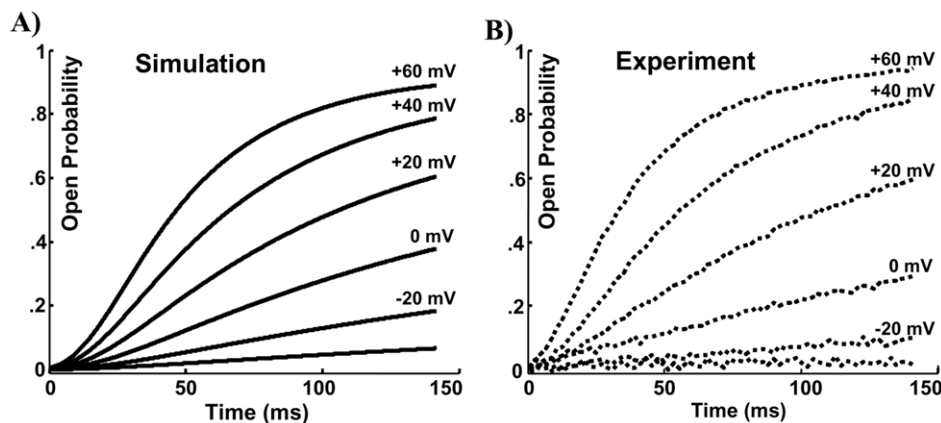 A)
Simulation
Open Probability
1
.8
.6
.4
.2
0
+60 mV
+40 mV
+20 mV
0 mV
-20 mV
0
50
100
150
Time (ms)
B)
Experiment
Open Probability
1
.8
.6
.4
.2
0
+60 mV
+40 mV
+20 mV
0 mV
-20 mV
0
50
100
150
Time (ms)